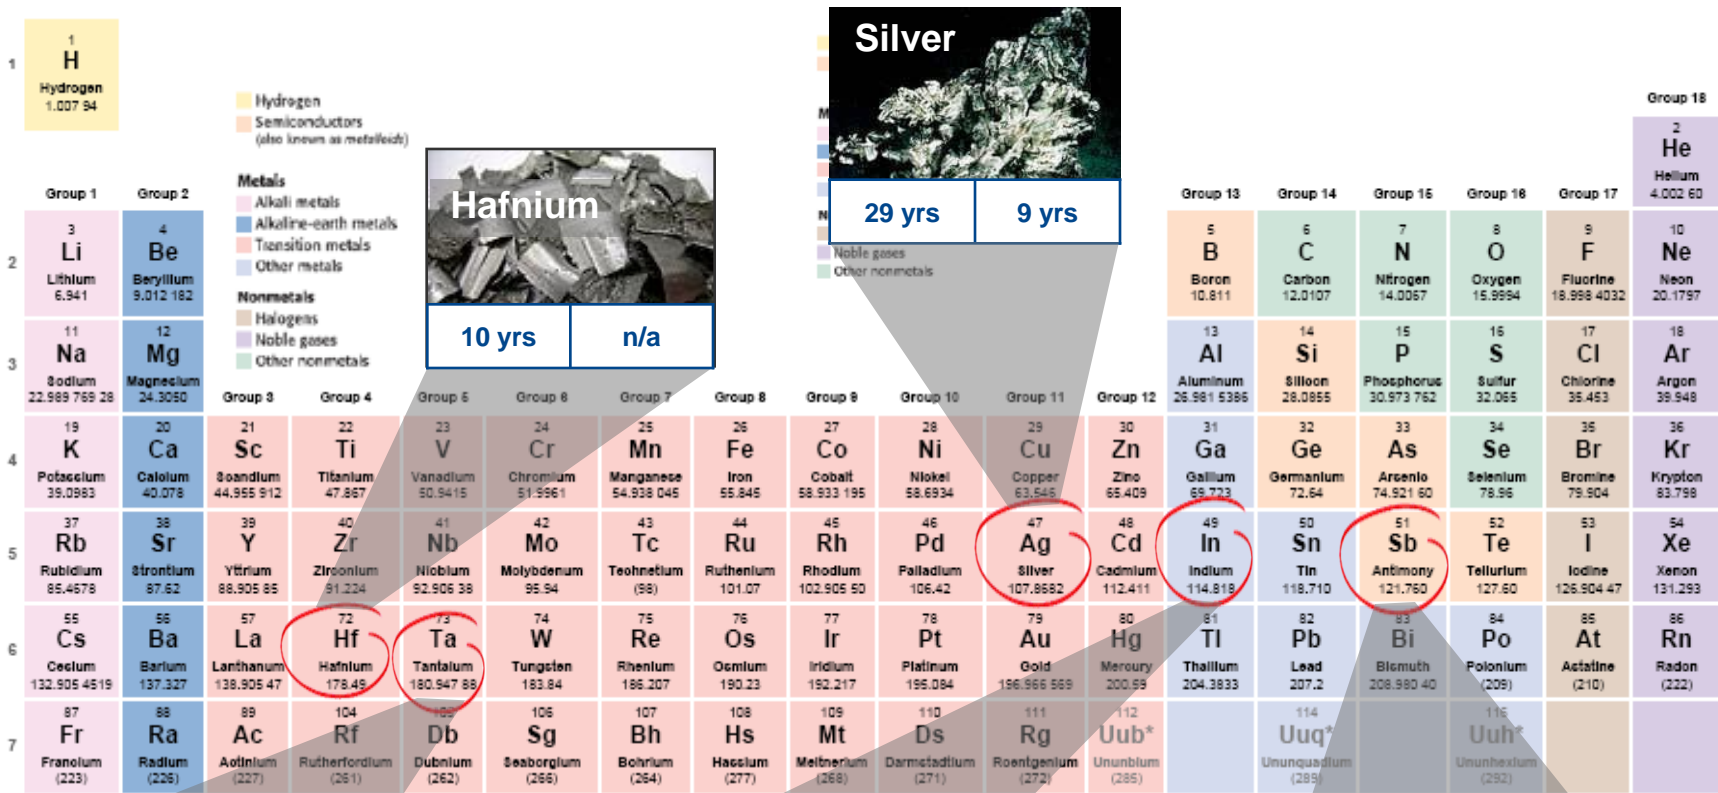 1
H
Hydrogen
1.007 94
1
Hydrogen
Semiconductors
(also known as metalloids)
Metals
Alkali metals
Alkaline-earth metals
Transition metals
Other metals
Nonmetals
Halogens
Noble gases
Other nonmetals
Hafnium
10 yrs n/a
Silver
29 yrs 9 yrs
M
N
Noble gases
Other nonmetals
Group 18
2
He
Helium
4.002 60
Group 1 Group 2 Group 13 Group 14 Group 15 Group 16 Group 17
3 4 5 6 7 8 9 10
2 Li Be B C N O F Ne
Lithium Beryllium Boron Carbon Nitrogen Oxygen Fluorine Neon
6.941 9.012 182 10.811 12.0107 14.0067 15.9994 18.998 4032 20.1797
11 12 13 14 15 16 17 18
3 Na Mg Al Si P S Cl Ar
Sodium Magnesium Aluminum Silicon Phosphorus Sulfur Chlorine Argon
22.989 769 28 24.3050 26.981 5386 28.0855 30.973 762 32.065 35.453 39.948
Group 3 Group 4 Group 5 Group 6 Group 7 Group 8 Group 9 Group 10 Group 11 Group 12
19 20 21 22 23 24 25 26 27 28 29 30 31 32 33 34 35 36
4 K Ca Sc Ti V Cr Mn Fe Co Ni Cu Zn Ga Ge As Se Br Kr
Potassium Calcium Scandium Titanium Vanadium Chromium Manganese Iron Cobalt Nickel Copper Zinc Gallium Germanium Arsenic Selenium Bromine Krypton
39.0983 40.078 44.955 912 47.867 50.9415 51.9961 54.938 045 55.845 58.933 195 58.6934 63.546 65.409 69.723 72.64 74.921 60 78.96 79.904 83.798
37 38 39 40 41 42 43 44 45 46 47 48 49 50 51 52 53 54
5 Rb Sr Y Zr Nb Mo Tc Ru Rh Pd Ag Cd In Sn Sb Te I Xe
Rubidium Strontium Yttrium Zirconium Niobium Molybdenum Technetium Ruthenium Rhodium Palladium Silver Cadmium Indium Tin Antimony Tellurium Iodine Xenon
85.4678 87.62 88.905 85 91.224 92.906 38 95.94 (98) 101.07 102.905 50 106.42 107.8682 112.411 114.818 118.710 121.760 127.60 126.904 47 131.293
55 56 57 72 73 74 75 76 77 78 79 80 81 82 83 84 85 86
6 Cs Ba La Hf Ta W Re Os Ir Pt Au Hg Tl Pb Bi Po At Rn
Cesium Barium Lanthanum Hafnium Tantalum Tungsten Rhenium Osmium Iridium Platinum Gold Mercury Thallium Lead Bismuth Polonium Astatine Radon
132.905 4519 137.327 138.905 47 178.49 180.947 88 183.84 186.207 190.23 192.217 195.084 196.966 569 200.59 204.3833 207.2 208.980 40 (209) (210) (222)
87 88 89 104 105 106 107 108 109 110 111 112 114 116
7 Fr Ra Ac Rf Db Sg Bh Hs Mt Ds Rg Uub* Uuq* Uuh*
Francium Radium Actinium Rutherfordium Dubnium Seaborgium Bohrium Hassium Meitnerium Darmstadtium Roentgenium Ununbium Ununquadium Ununhexium
(223) (226) (227) (261) (262) (266) (264) (277) (268) (271) (272) (285) (289) (292)